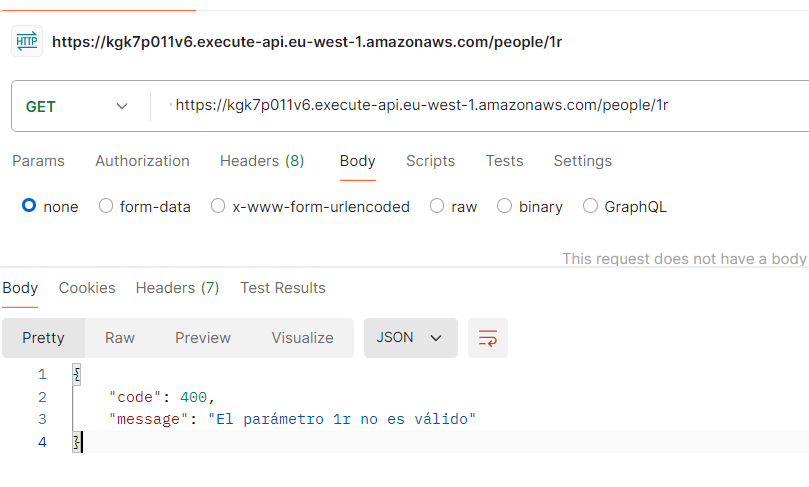 HTTP https://kgk7p011v6.execute-api.eu-west-1.amazonaws.com/people/1r
GET https://kgk7p011v6.execute-api.eu-west-1.amazonaws.com/people/1r
Params Authorization Headers (8) Body Scripts Tests Settings
none form-data x-www-form-urlencoded raw binary GraphQL
This request does not have a body
Body Cookies Headers (7) Test Results
Pretty Raw Preview Visualize JSON
1 {
2 "code": 400,
3 "message": "El parámetro 1r no es válido"
4 }